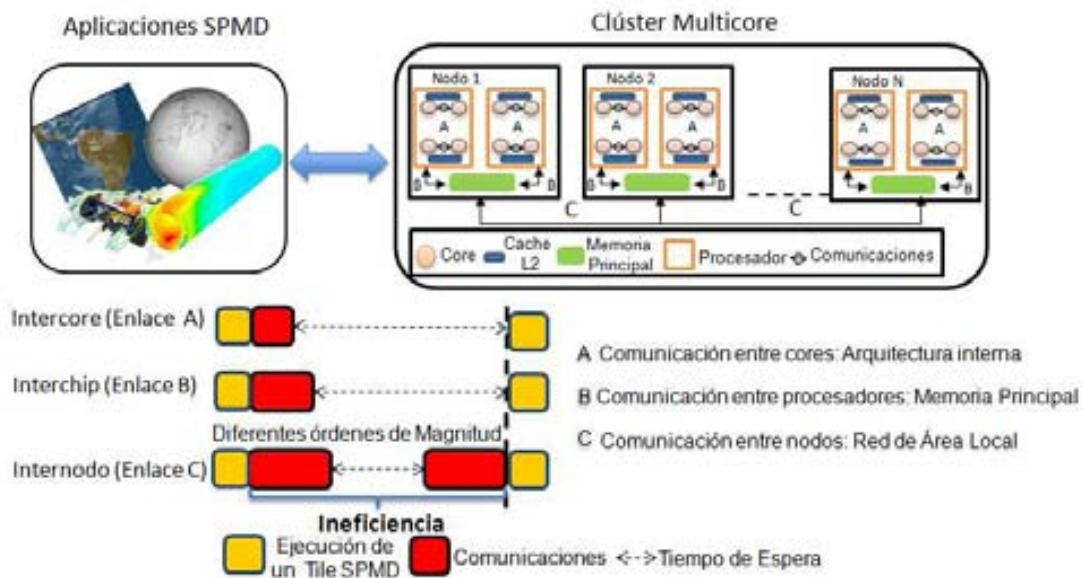 Aplicaciones SPMD
Clúster Multicore
Nodo 1
Nodo 2
Nodo N
A
A
A
A
A
A
B
B
B
B
B
C
C
Core
Cache L2
Memoria Principal
Procesador
Comunicaciones
Intercore (Enlace A)
Interchip (Enlace B)
Diferentes órdenes de Magnitud
Internodo (Enlace C)
Ineficiencia
Ejecución de un Tile SPMD
Comunicaciones
Tiempo de Espera
A Comunicación entre cores: Arquitectura interna
B Comunicación entre procesadores: Memoria Principal
C Comunicación entre nodos: Red de Área Local